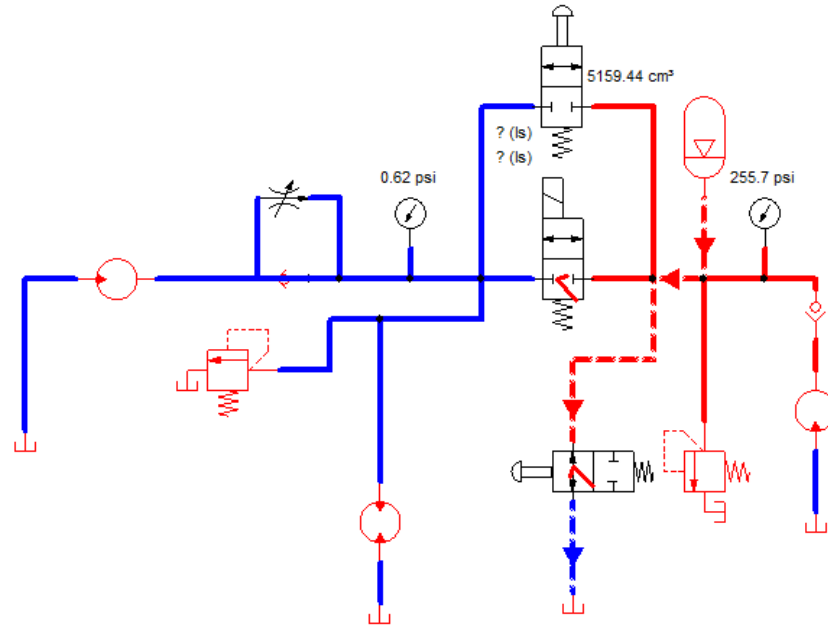 5159.44 cm³
? (ls)
? (ls)
0.62 psi
255.7 psi